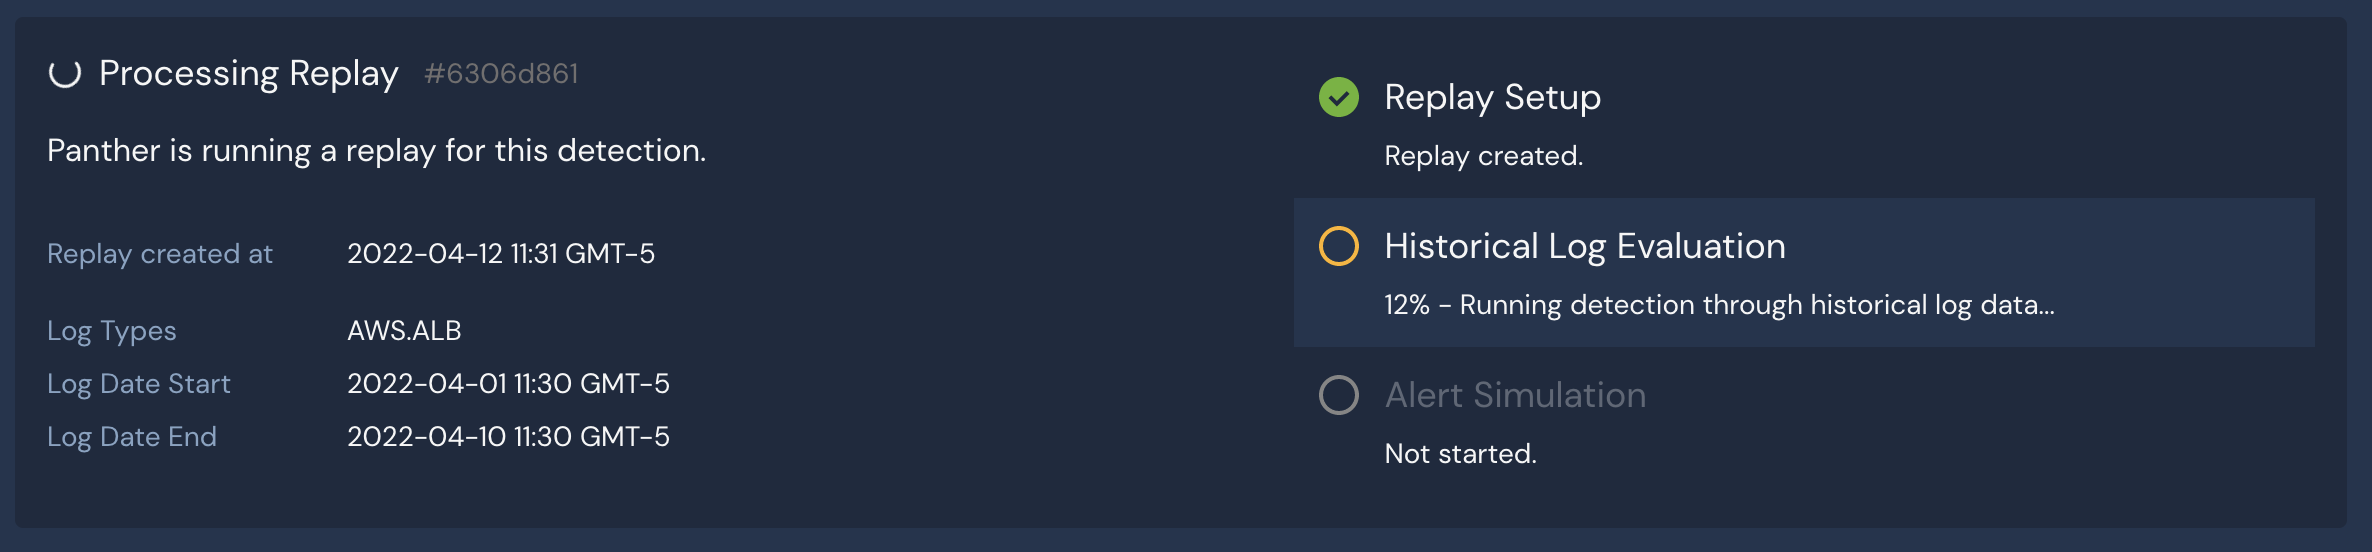 Processing Replay #6306d861
Panther is running a replay for this detection.
Replay created at 2022-04-12 11:31 GMT-5
Log Types AWS.ALB
Log Date Start 2022-04-01 11:30 GMT-5
Log Date End 2022-04-10 11:30 GMT-5
Replay Setup
Replay created.
Historical Log Evaluation
12% - Running detection through historical log data...
Alert Simulation
Not started.